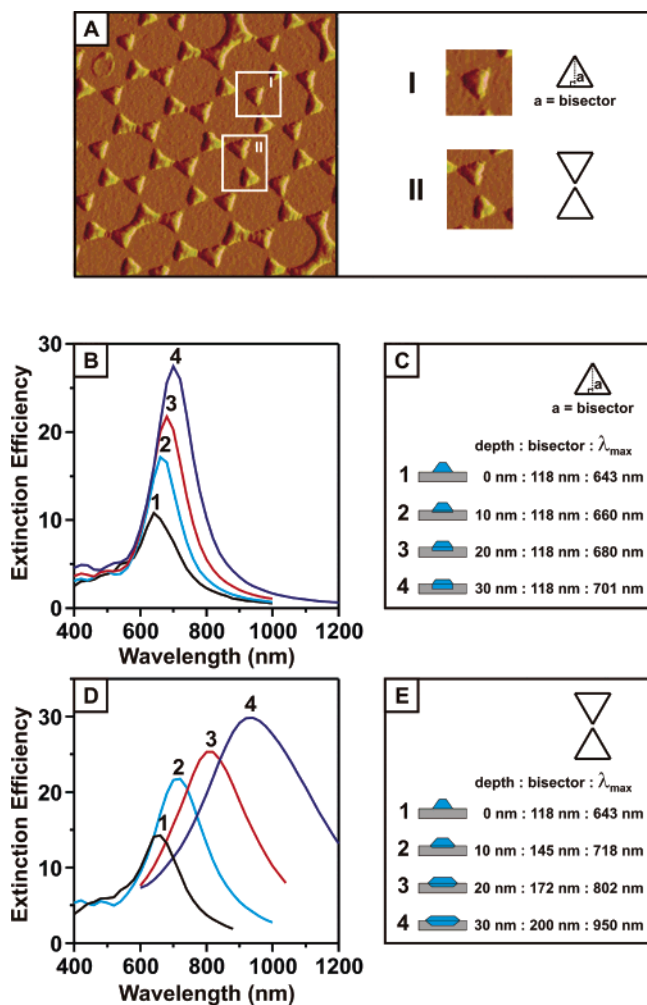 A
I
II
I
a
a = bisector
II
B
Extinction Efficiency
30
20
10
0
1
2
3
4
400 600 800 1000 1200
Wavelength (nm)
C
a
a = bisector
depth : bisector : λmax
1 0 nm : 118 nm : 643 nm
2 10 nm : 118 nm : 660 nm
3 20 nm : 118 nm : 680 nm
4 30 nm : 118 nm : 701 nm
D
Extinction Efficiency
30
20
10
0
1
2
3
4
400 600 800 1000 1200
Wavelength (nm)
E
depth : bisector : λmax
1 0 nm : 118 nm : 643 nm
2 10 nm : 145 nm : 718 nm
3 20 nm : 172 nm : 802 nm
4 30 nm : 200 nm : 950 nm